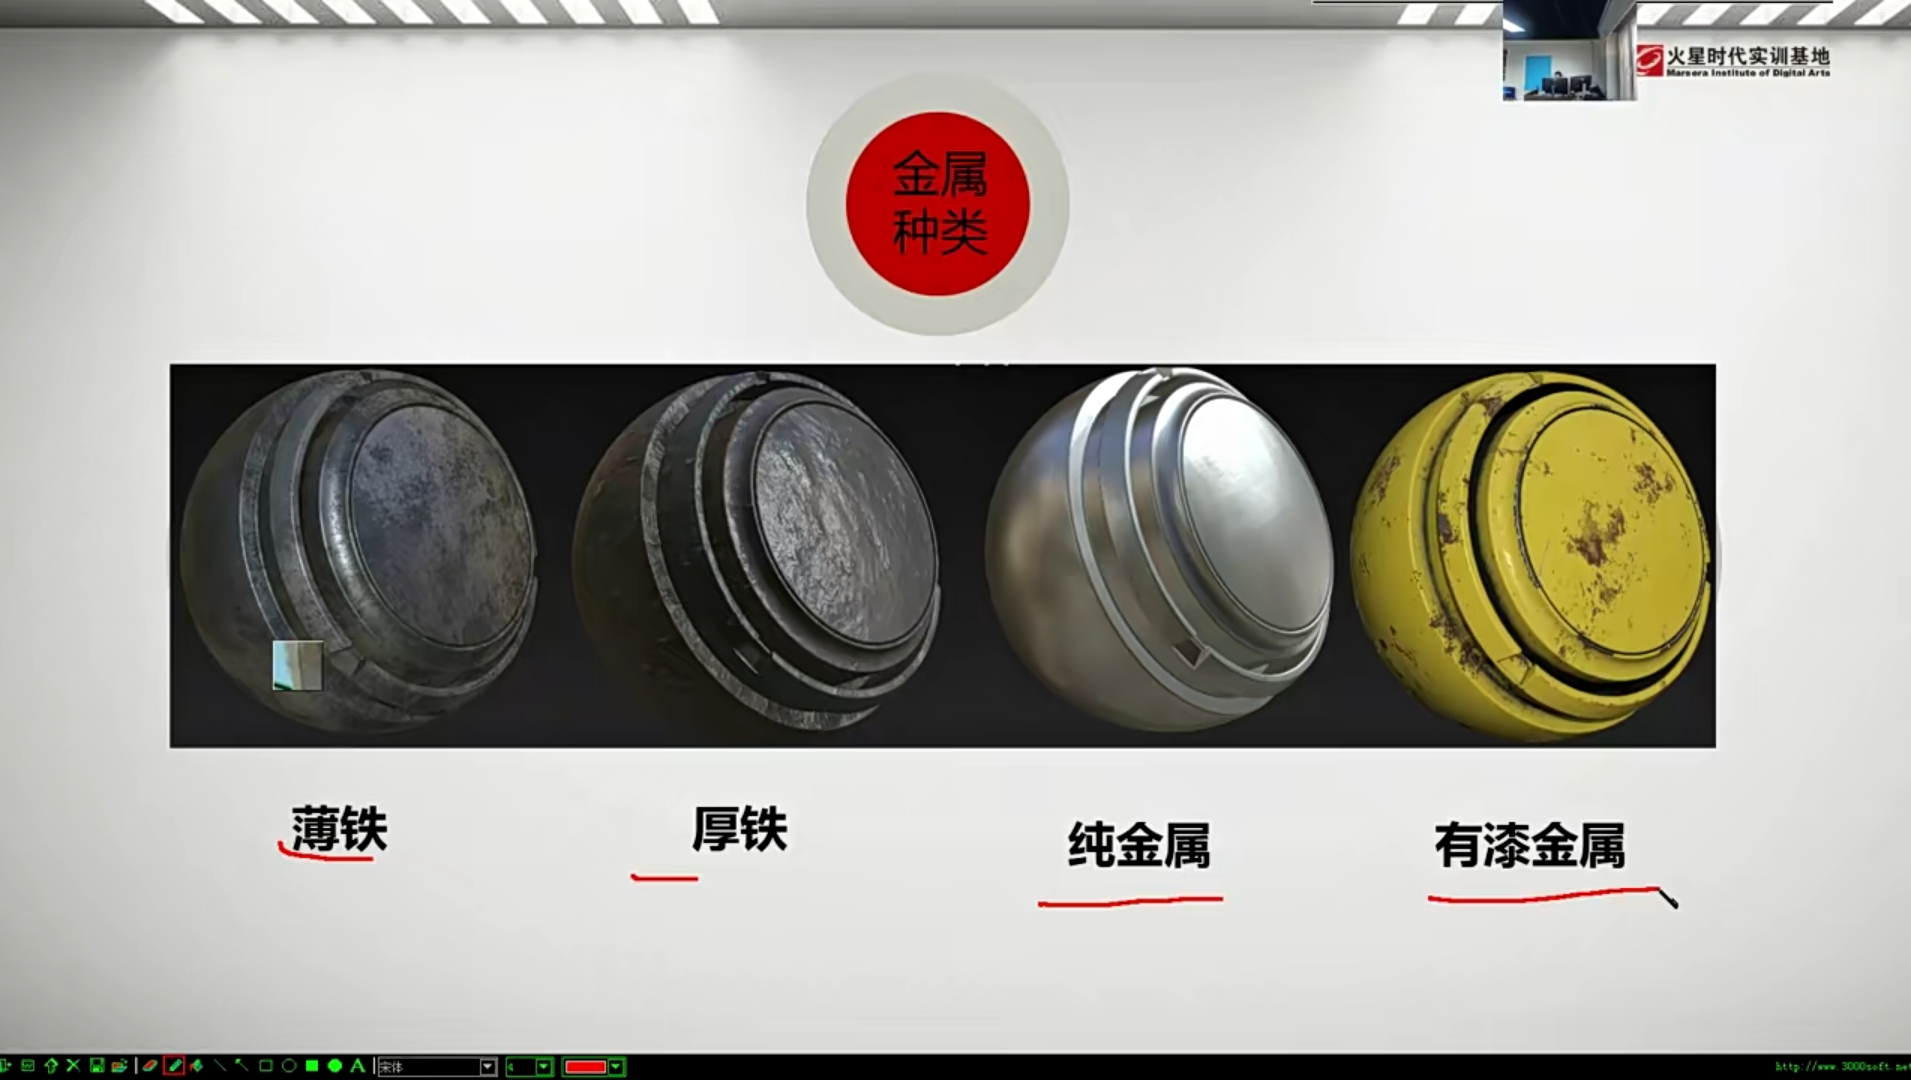 火星时代实训基地
Marsera Institute of Digital Arts
金属
种类
薄铁
厚铁
纯金属
有漆金属
宋体
4
http://www.3000soft.net